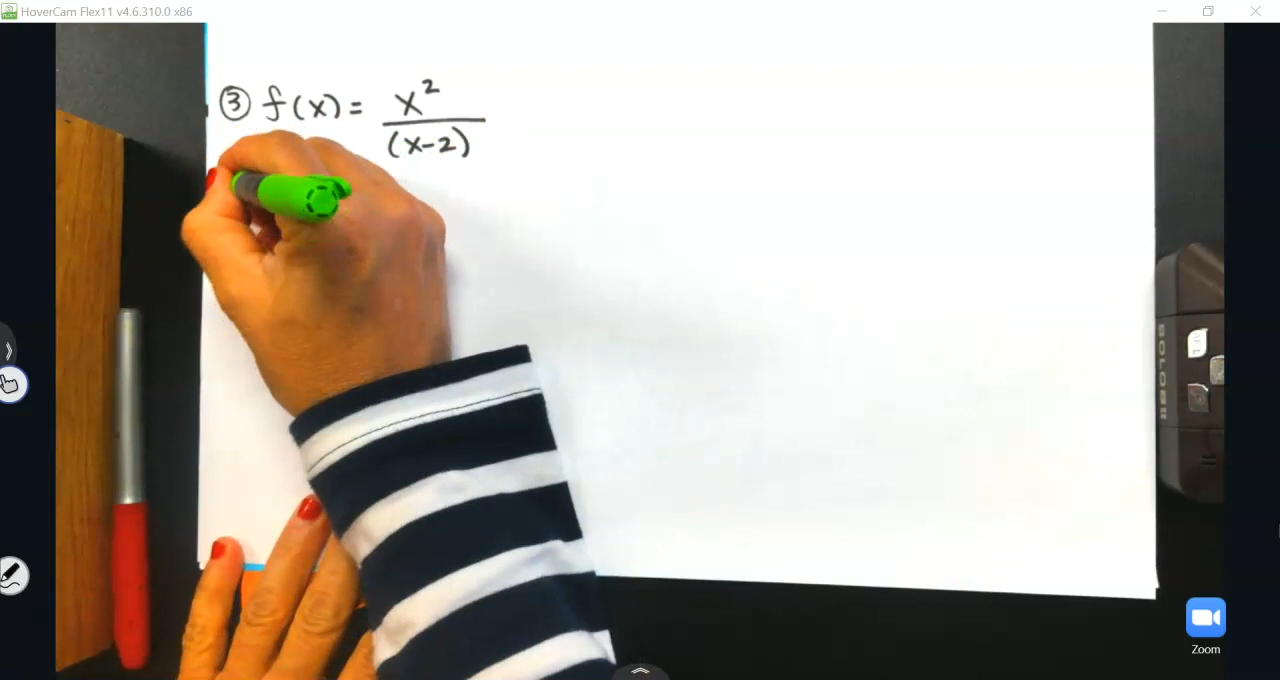 HoverCam Flex11 v4.6.310.0 x86
③ f(x) = x²
(x-2)
Zoom